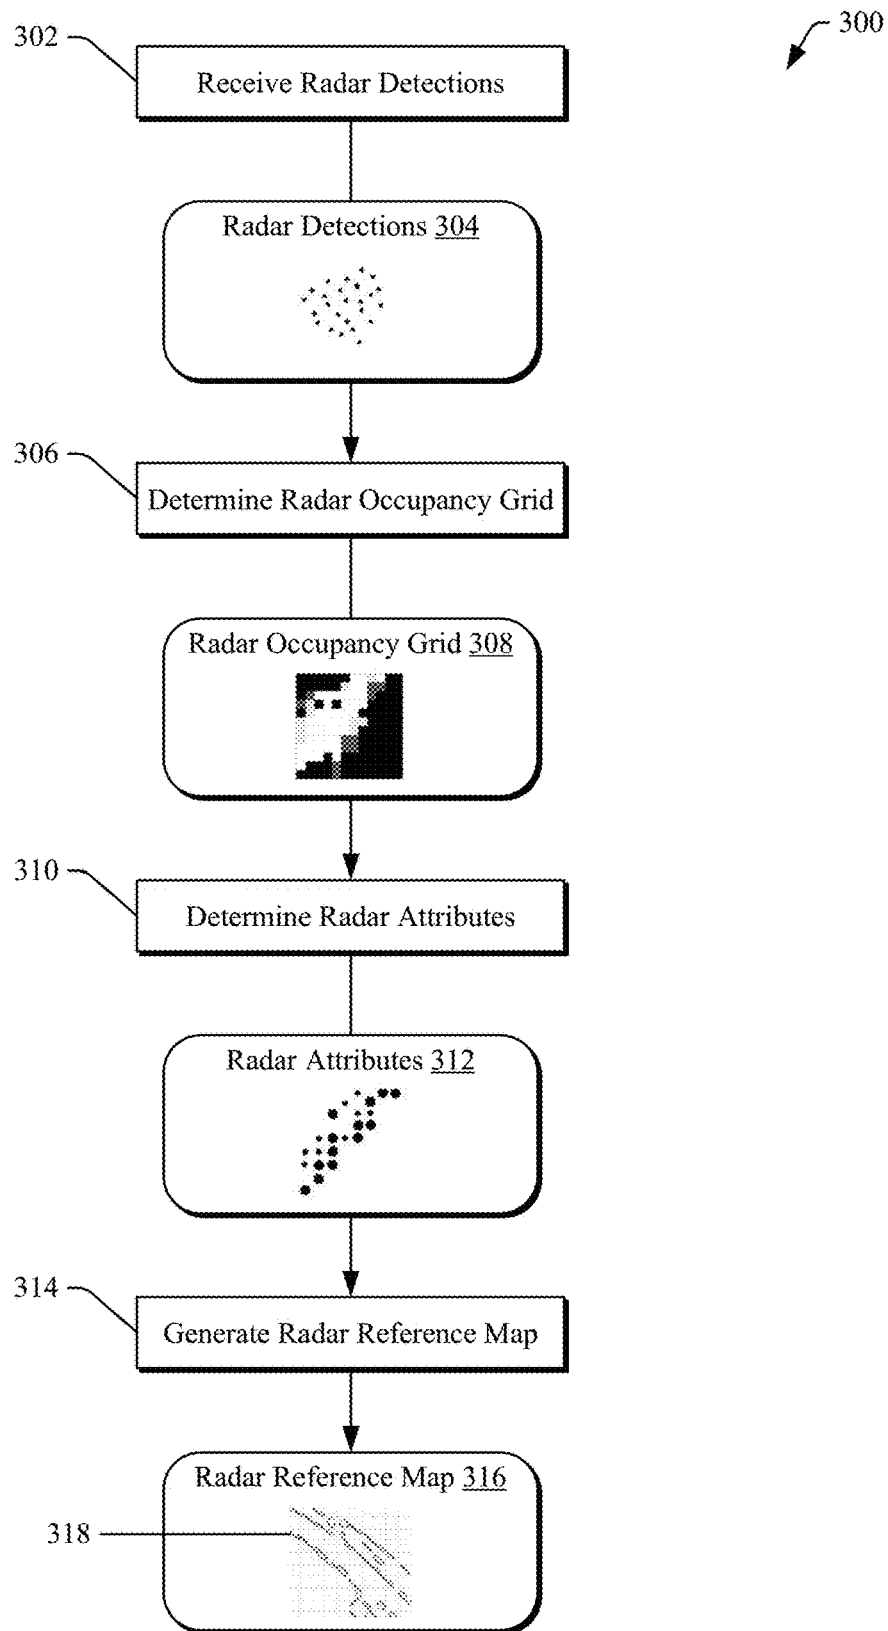 300
302
Receive Radar Detections
Radar Detections 304
306
Determine Radar Occupancy Grid
Radar Occupancy Grid 308
310
Determine Radar Attributes
Radar Attributes 312
314
Generate Radar Reference Map
Radar Reference Map 316
318